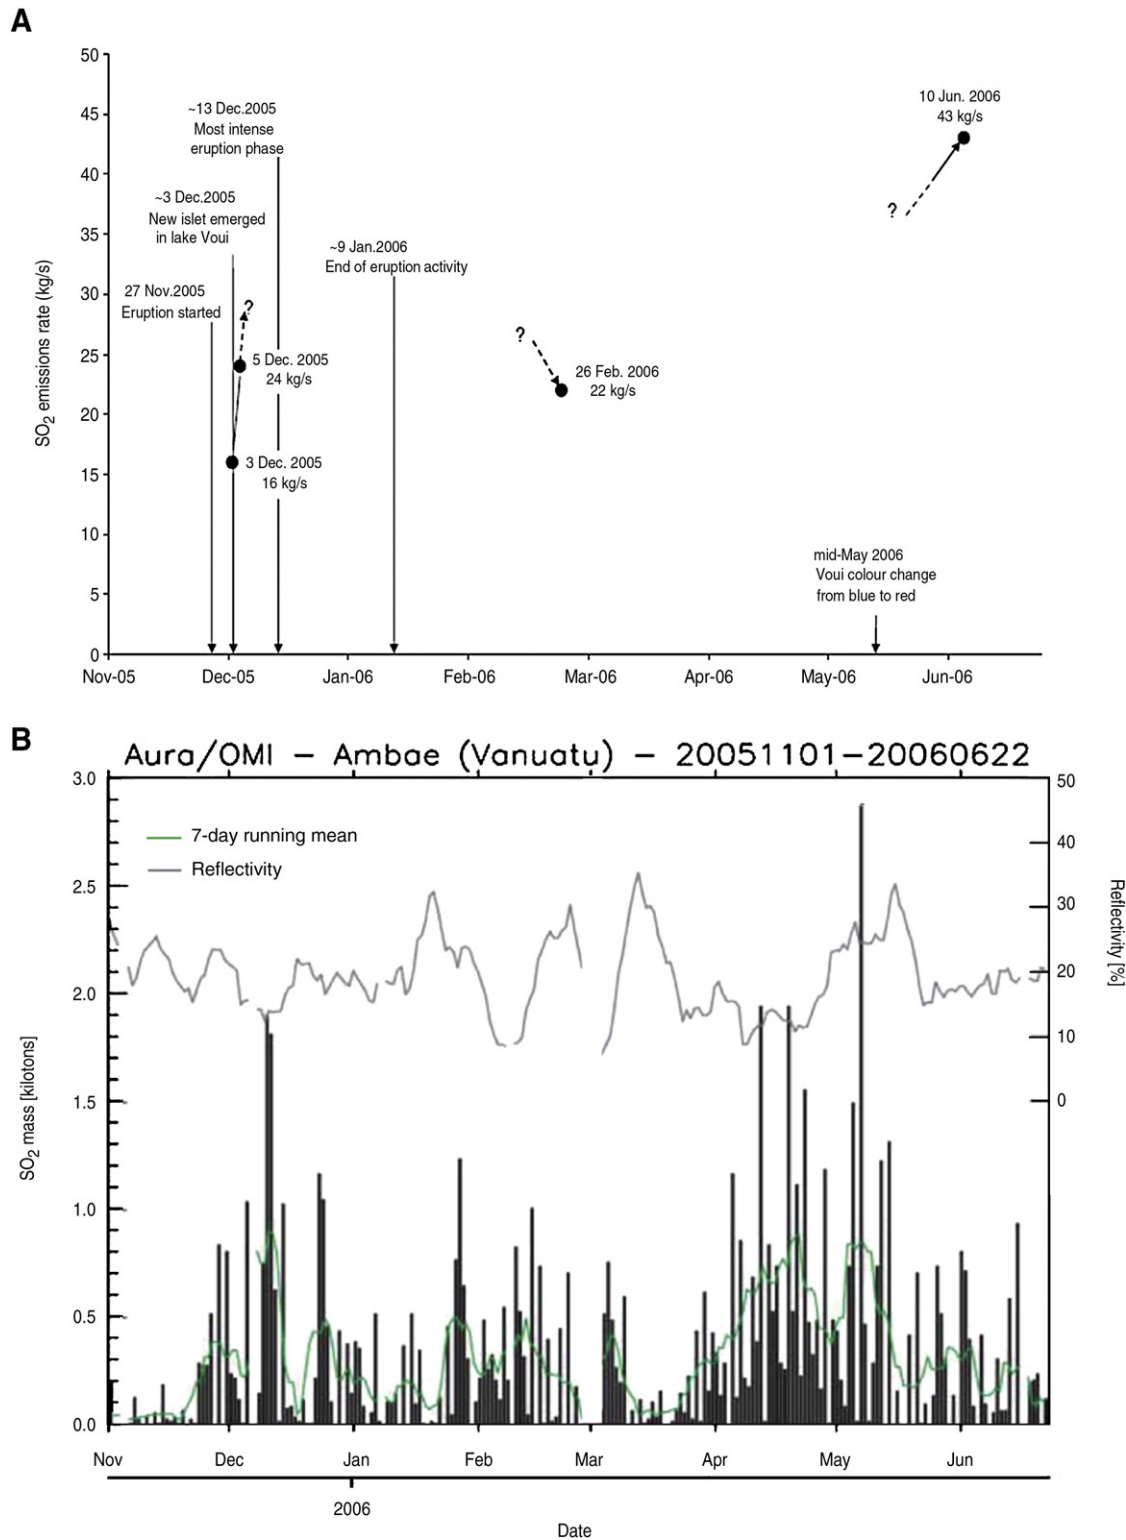 A
50
45
40
35
30
25
20
15
10
5
0
SO2 emissions rate (kg/s)
~13 Dec.2005
Most intense
eruption phase
~3 Dec.2005
New islet emerged
in lake Voui
27 Nov.2005
Eruption started
?
5 Dec. 2005
24 kg/s
3 Dec. 2005
16 kg/s
~9 Jan.2006
End of eruption activity
?
26 Feb. 2006
22 kg/s
10 Jun. 2006
43 kg/s
?
mid-May 2006
Voui colour change
from blue to red
Nov-05 Dec-05 Jan-06 Feb-06 Mar-06 Apr-06 May-06 Jun-06
B
Aura/OMI - Ambae (Vanuatu) - 20051101-20060622
7-day running mean
Reflectivity
3.0
2.5
2.0
1.5
1.0
0.5
0.0
SO2 mass [kilotons]
50
40
30
20
10
0
Reflectivity [%]
Nov Dec Jan Feb Mar Apr May Jun
2006
Date